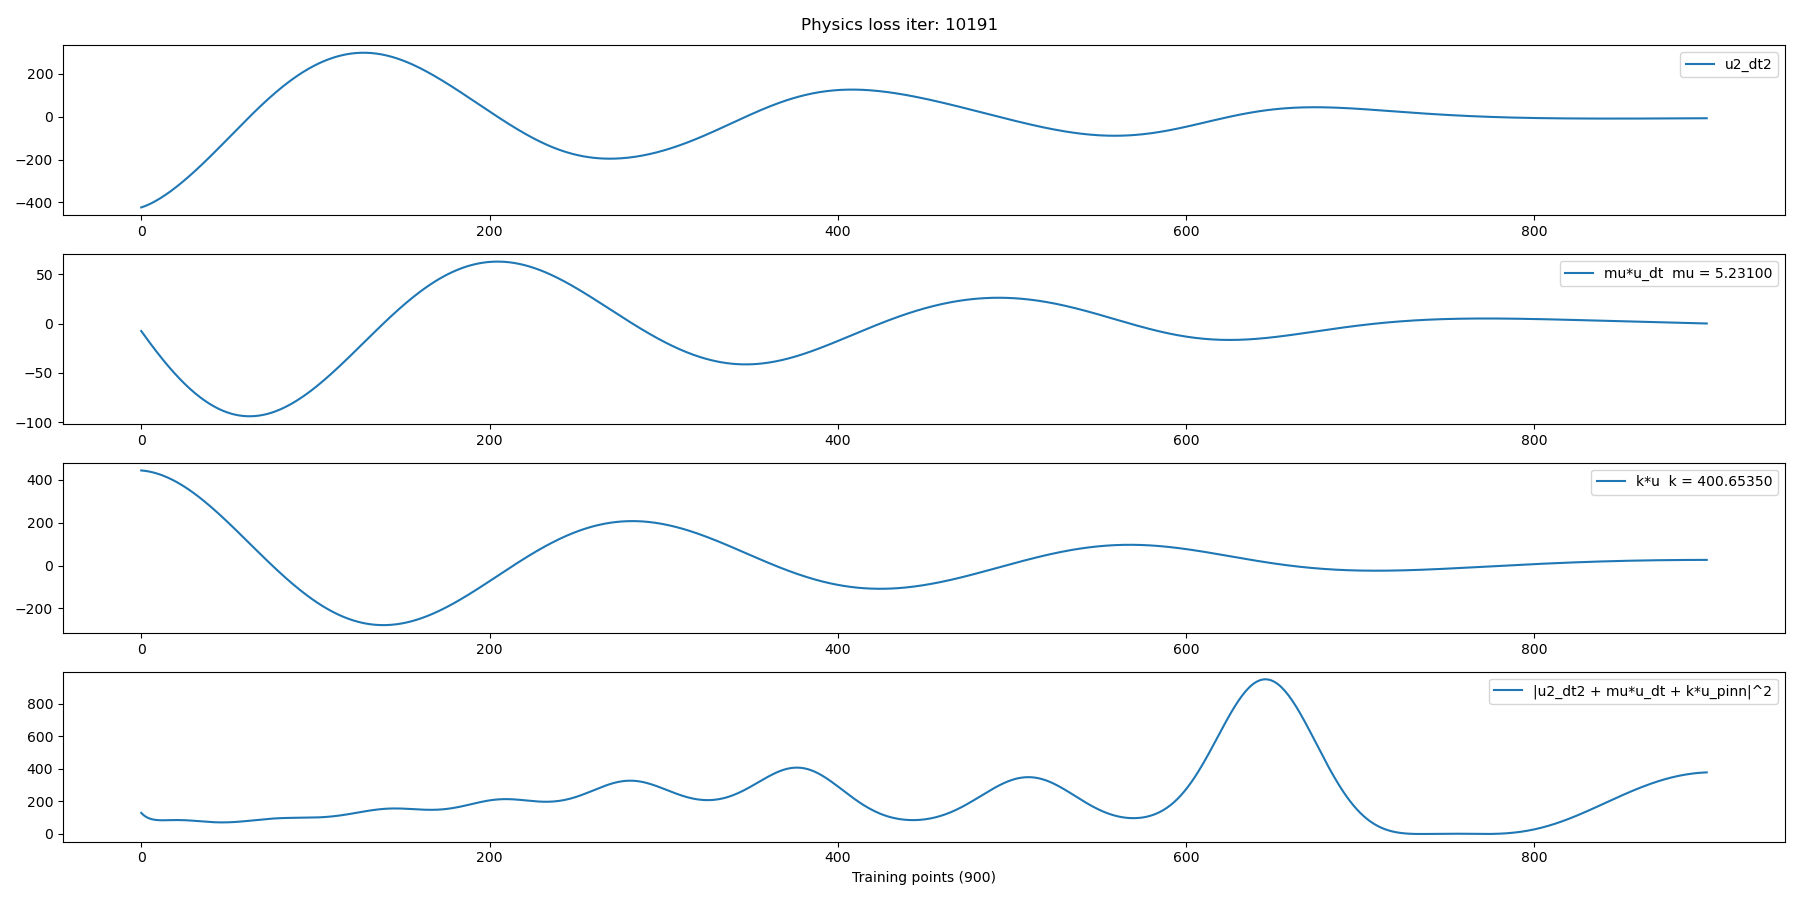 Physics loss iter: 10191
200
0
−200
−400
u2_dt2
0 200 400 600 800
50
0
−50
−100
mu*u_dt  mu = 5.23100
0 200 400 600 800
400
200
0
−200
k*u  k = 400.65350
0 200 400 600 800
800
600
400
200
0
|u2_dt2 + mu*u_dt + k*u_pinn|^2
0 200 400 600 800
Training points (900)